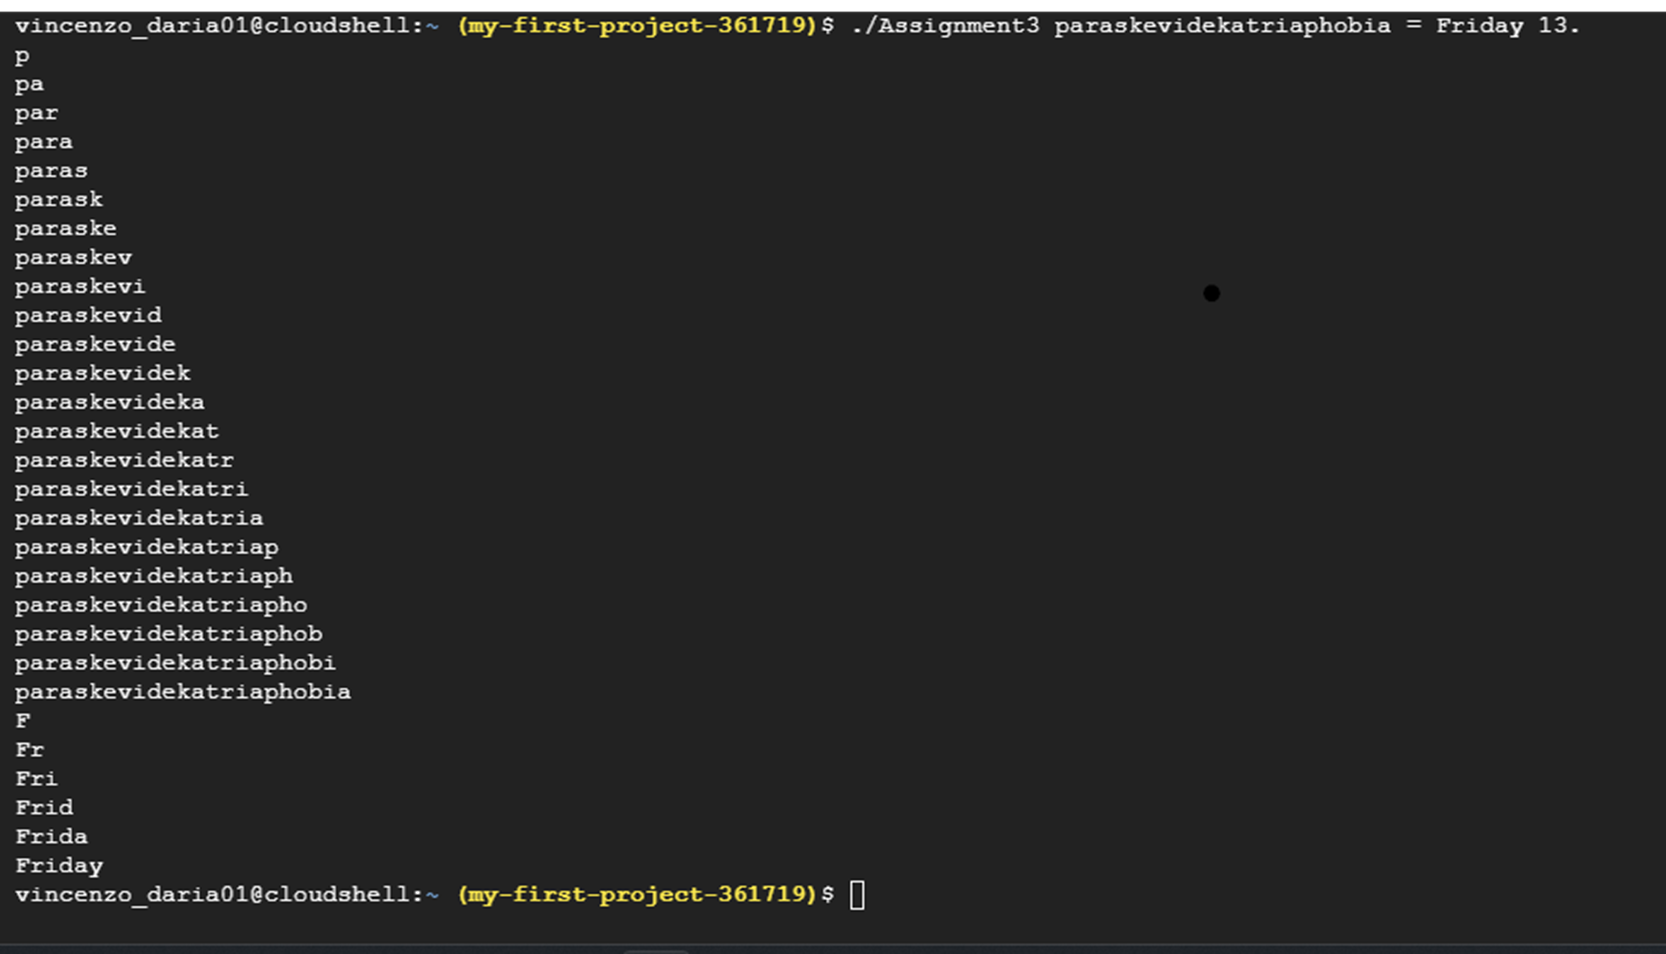 vincenzo_daria01@cloudshell:~ (my-first-project-361719)$ ./Assignment3 paraskevidekatriaphobia = Friday 13.
p
pa
par
para
paras
parask
paraske
paraskev
paraskevi
paraskevid
paraskevide
paraskevidek
paraskevideka
paraskevidekat
paraskevidekatr
paraskevidekatri
paraskevidekatria
paraskevidekatriap
paraskevidekatriaph
paraskevidekatriapho
paraskevidekatriaphob
paraskevidekatriaphobi
paraskevidekatriaphobia
F
Fr
Fri
Frid
Frida
Friday
vincenzo_daria01@cloudshell:~ (my-first-project-361719)$